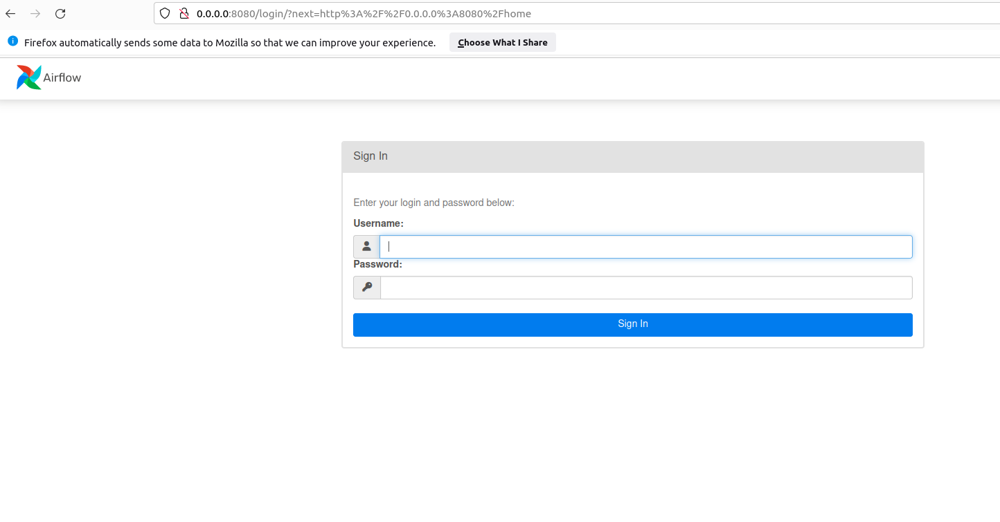 0.0.0.0:8080/login/?next=http%3A%2F%2F0.0.0.0%3A8080%2Fhome
Firefox automatically sends some data to Mozilla so that we can improve your experience. Choose What I Share
Airflow
Sign In
Enter your login and password below:
Username:
Password:
Sign In